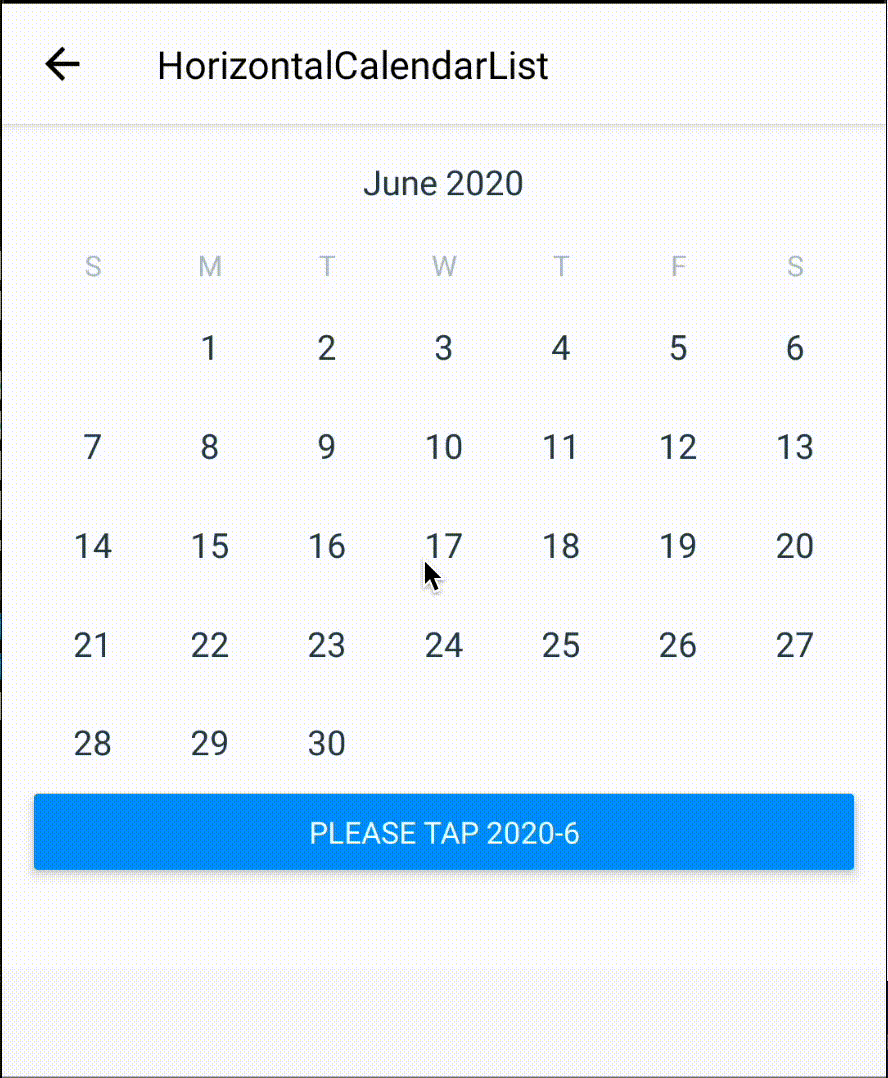 HorizontalCalendarList
June 2020
S M T W T F S
1 2 3 4 5 6
7 8 9 10 11 12 13
14 15 16 17 18 19 20
21 22 23 24 25 26 27
28 29 30
PLEASE TAP 2020-6